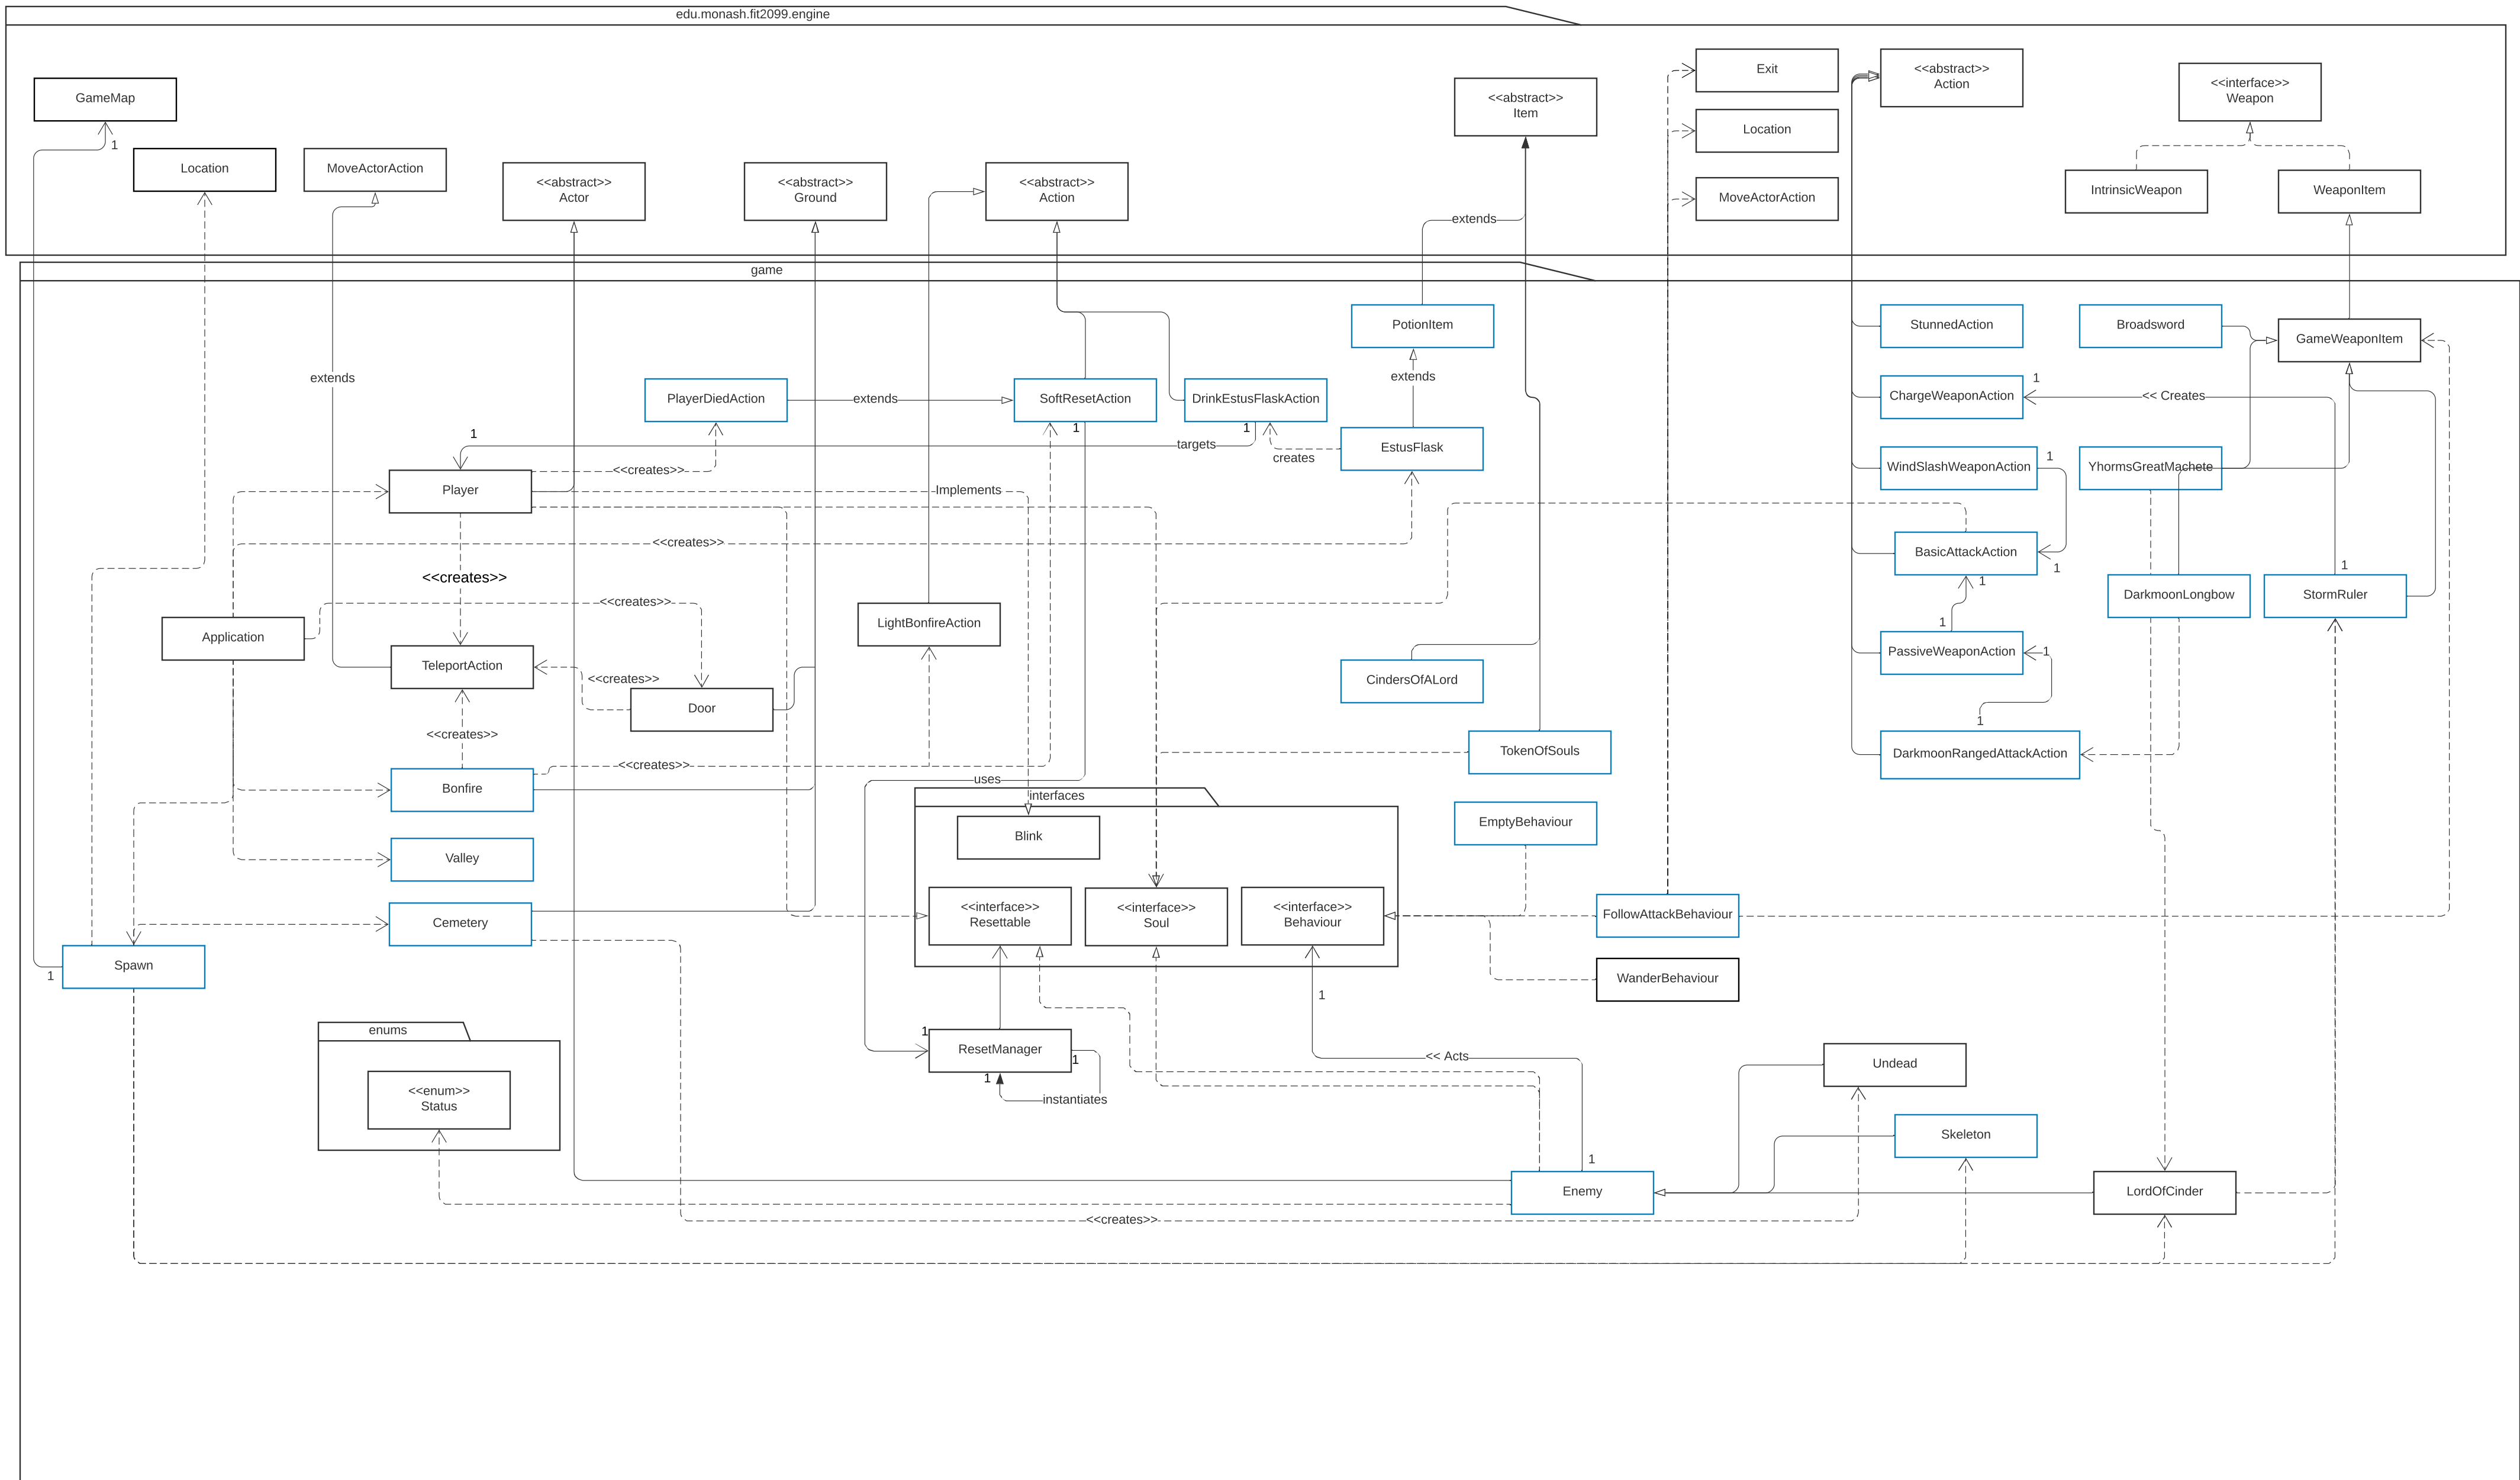 edu.monash.fit2099.engine
GameMap
1
Location
MoveActorAction
<<abstract>>
Actor
<<abstract>>
Ground
<<abstract>>
Action
<<abstract>>
Item
Exit
Location
MoveActorAction
<<abstract>>
Action
<<interface>>
Weapon
IntrinsicWeapon
WeaponItem
extends
game
PotionItem
StunnedAction
Broadsword
GameWeaponItem
extends
extends
PlayerDiedAction
extends
SoftResetAction
DrinkEstusFlaskAction
1
ChargeWeaponAction
<< Creates
1
1
1
targets
creates
EstusFlask
WindSlashWeaponAction
1
YhormsGreatMachete
<<creates>>
Player
Implements
<<creates>>
BasicAttackAction
1
1
1
<<creates>>
<<creates>>
DarkmoonLongbow
StormRuler
LightBonfireAction
1
Application
TeleportAction
PassiveWeaponAction
1
<<creates>>
CindersOfALord
Door
1
<<creates>>
TokenOfSouls
DarkmoonRangedAttackAction
<<creates>>
Bonfire
uses
interfaces
EmptyBehaviour
Blink
Valley
<<interface>>
Resettable
<<interface>>
Soul
<<interface>>
Behaviour
FollowAttackBehaviour
Cemetery
Spawn
1
WanderBehaviour
1
enums
1
ResetManager
1
1
instantiates
<< Acts
Undead
<<enum>>
Status
Skeleton
1
Enemy
LordOfCinder
<<creates>>